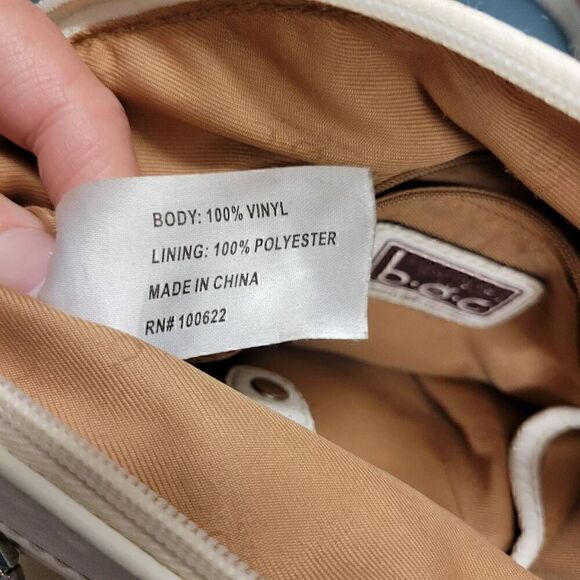 BODY: 100% VINYL
LINING: 100% POLYESTER
MADE IN CHINA
RN# 100622
b.o.c